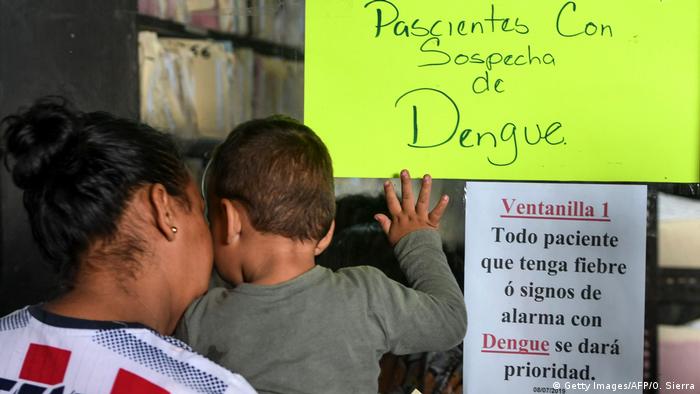 Pascientes Con
Sospecha
de
Dengue.
Ventanilla 1
Todo paciente
que tenga fiebre
ó signos de
alarma con
Dengue se dará
prioridad.
08/07/2019
© Getty Images/AFP/O. Sierra